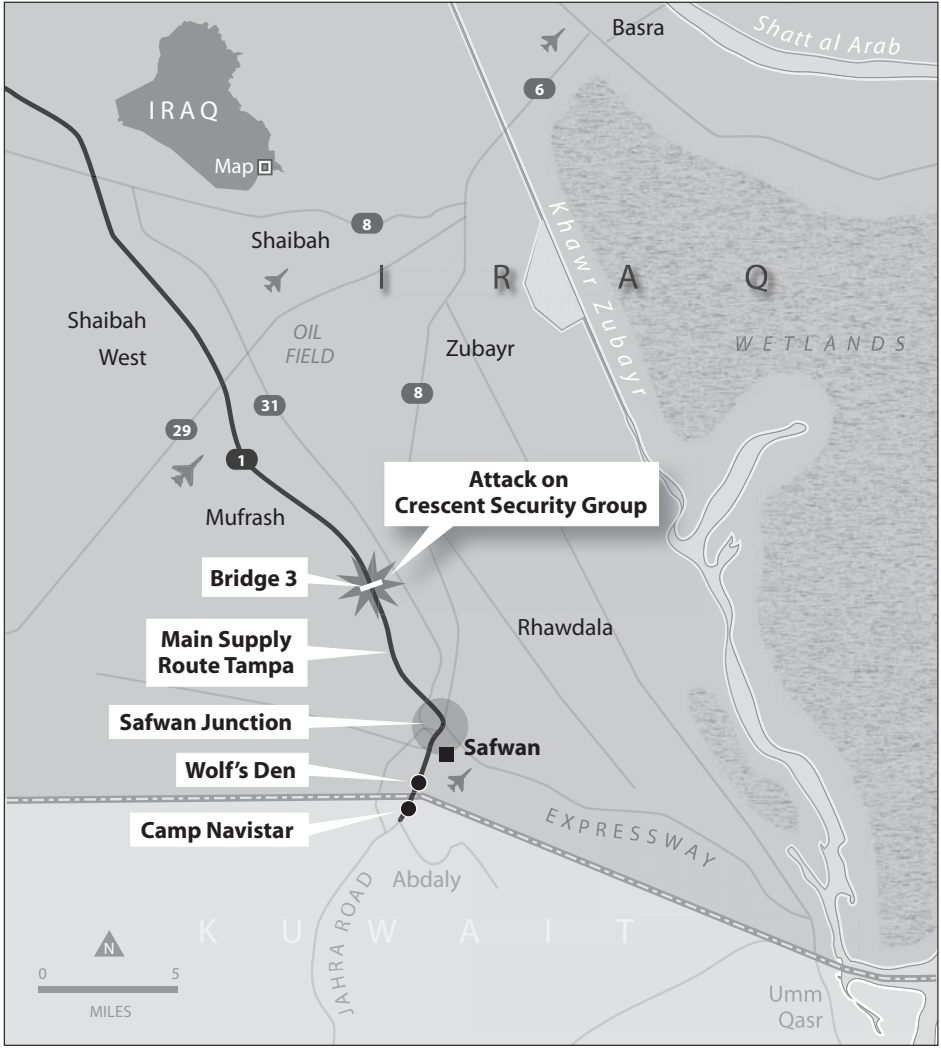 Basra
Shatt al Arab
6
IRAQ
Map
8
Shaibah
I R A Q
Khawr Zubayr
Shaibah
West
OIL
FIELD
Zubayr
WETLANDS
8
31
29
1
Attack on
Crescent Security Group
Mufrash
Bridge 3
Rhawdala
Main Supply
Route Tampa
Safwan Junction
Safwan
Wolf's Den
EXPRESSWAY
Camp Navistar
Abdaly
JAHRA ROAD
K U W A I T
N
0 5
MILES
Umm
Qasr